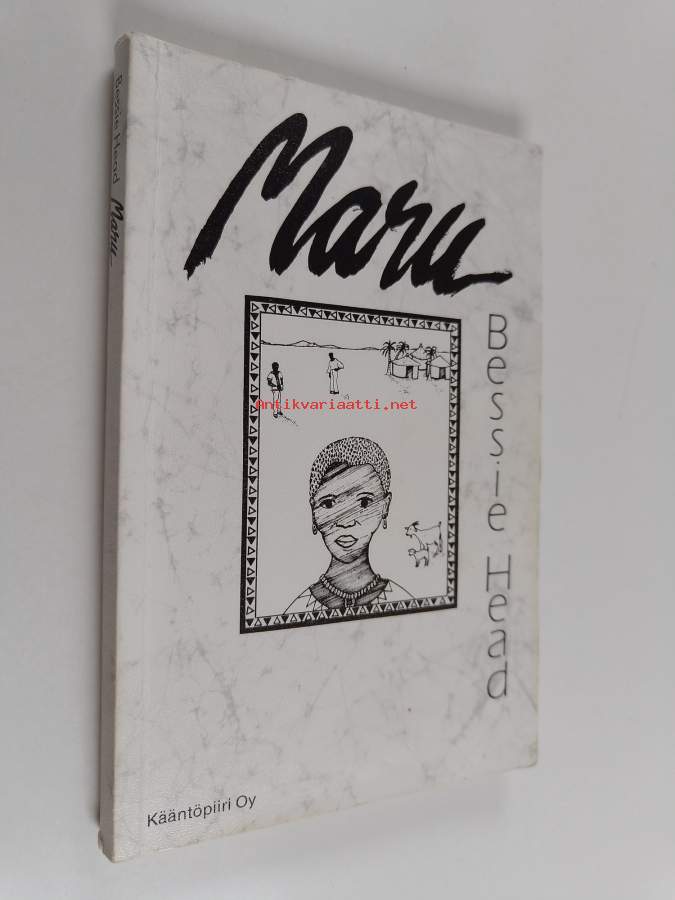 Bessie Head Maru
Maru
Bessie Head
Antikvariaatti.net
Kääntöpiiri Oy